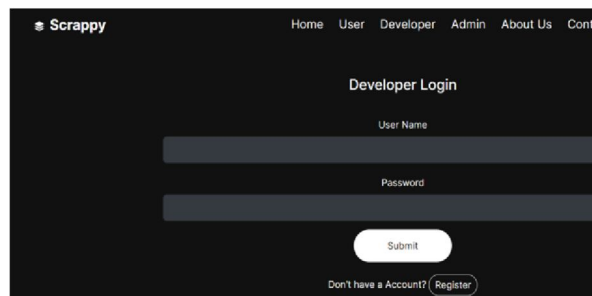 Scrappy Home User Developer Admin About Us Cont
Developer Login
User Name
Password
Submit
Don't have a Account? Register